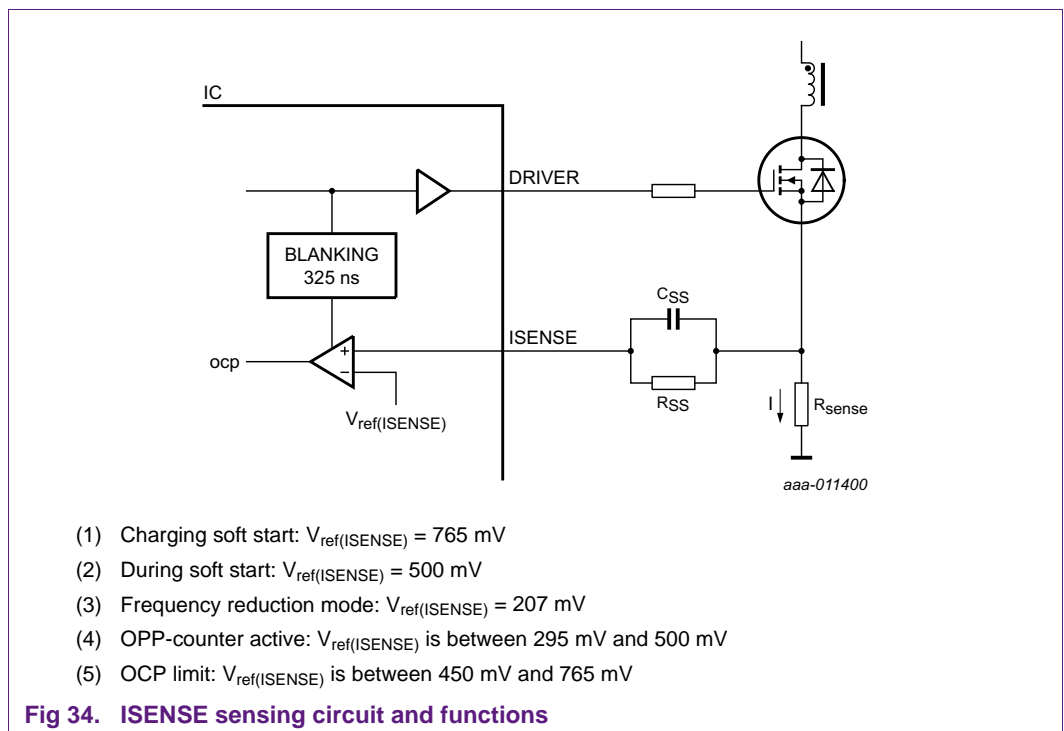 IC
DRIVER
BLANKING
325 ns
CSS
ISENSE
ocp
+
−
RSS
Vref(ISENSE)
I
Rsense
aaa-011400
(1) Charging soft start: Vref(ISENSE) = 765 mV
(2) During soft start: Vref(ISENSE) = 500 mV
(3) Frequency reduction mode: Vref(ISENSE) = 207 mV
(4) OPP-counter active: Vref(ISENSE) is between 295 mV and 500 mV
(5) OCP limit: Vref(ISENSE) is between 450 mV and 765 mV
Fig 34. ISENSE sensing circuit and functions